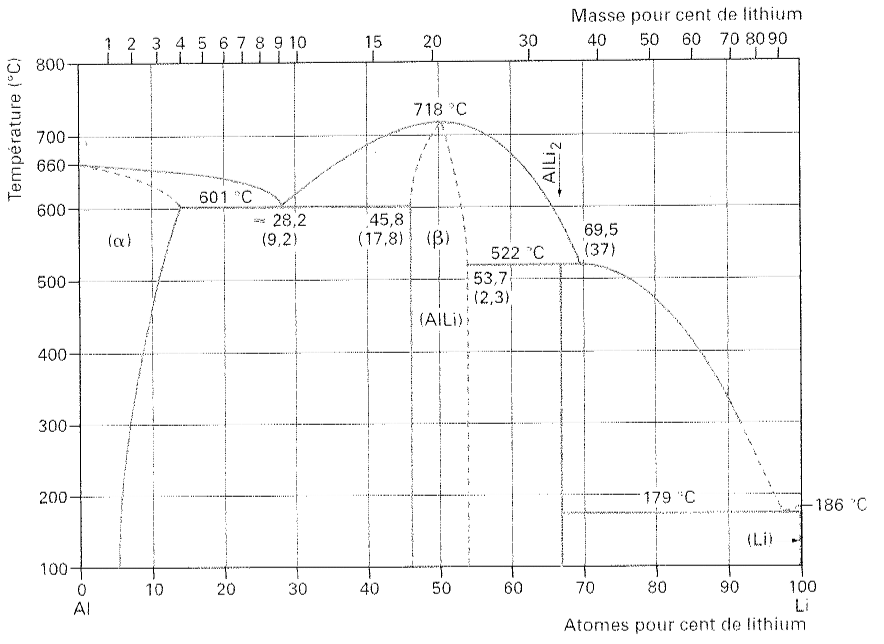 Masse pour cent de lithium
1 2 3 4 5 6 7 8 9 10 15 20 30 40 50 60 70 80 90
Température (°C)
800
700
660
600
500
400
300
200
100
718 °C
AlLi2
601 °C
≃ 28,2
(9,2)
45,8
(17,8)
(α)
(β)
69,5
(37)
522 °C
53,7
(2,3)
(AlLi)
179 °C
186 °C
(Li)
0 10 20 30 40 50 60 70 80 90 100
Al
Li
Atomes pour cent de lithium